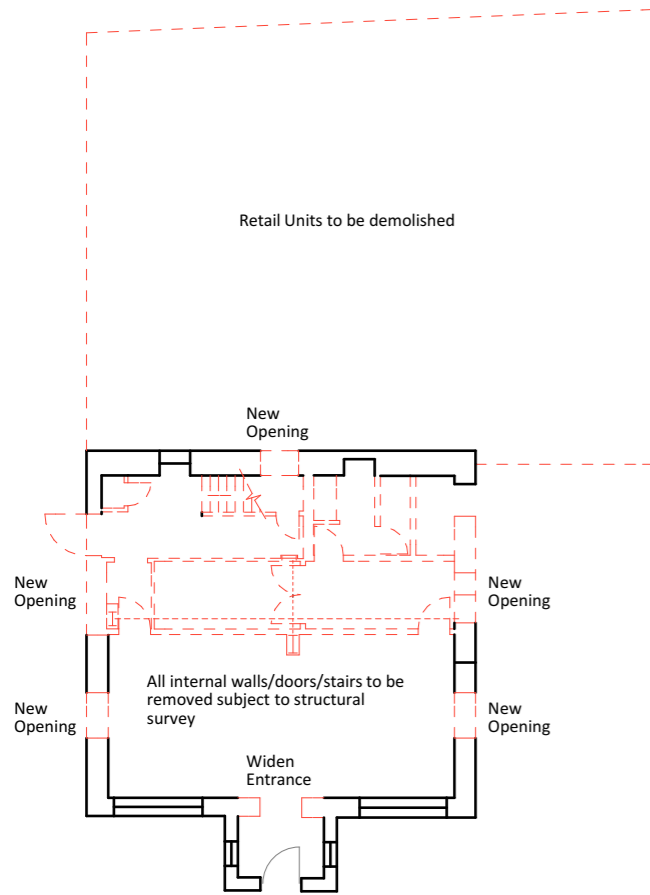 Retail Units to be demolished
New
Opening
New
Opening
New
Opening
All internal walls/doors/stairs to be
removed subject to structural
survey
New
Opening
New
Opening
Widen
Entrance